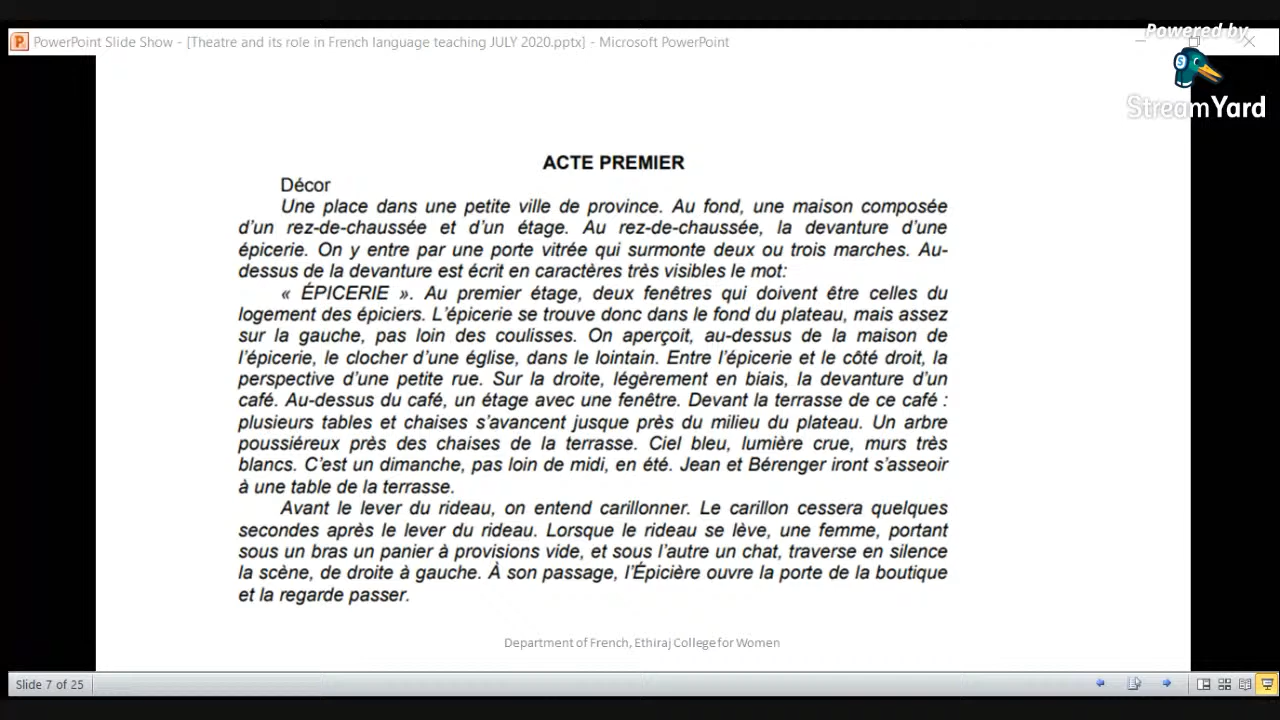 PowerPoint Slide Show - [Theatre and its role in French language teaching JULY 2020.pptx] - Microsoft PowerPoint
Powered by
StreamYard
ACTE PREMIER
Décor
Une place dans une petite ville de province. Au fond, une maison composée
d'un rez-de-chaussée et d'un étage. Au rez-de-chaussée, la devanture d'une
épicerie. On y entre par une porte vitrée qui surmonte deux ou trois marches. Au-
dessus de la devanture est écrit en caractères très visibles le mot:
« ÉPICERIE ». Au premier étage, deux fenêtres qui doivent être celles du
logement des épiciers. L'épicerie se trouve donc dans le fond du plateau, mais assez
sur la gauche, pas loin des coulisses. On aperçoit, au-dessus de la maison de
l'épicerie, le clocher d'une église, dans le lointain. Entre l'épicerie et le côté droit, la
perspective d'une petite rue. Sur la droite, légèrement en biais, la devanture d'un
café. Au-dessus du café, un étage avec une fenêtre. Devant la terrasse de ce café :
plusieurs tables et chaises s'avancent jusque près du milieu du plateau. Un arbre
poussiéreux près des chaises de la terrasse. Ciel bleu, lumière crue, murs très
blancs. C'est un dimanche, pas loin de midi, en été. Jean et Bérenger iront s'asseoir
à une table de la terrasse.
Avant le lever du rideau, on entend carillonner. Le carillon cessera quelques
secondes après le lever du rideau. Lorsque le rideau se lève, une femme, portant
sous un bras un panier à provisions vide, et sous l'autre un chat, traverse en silence
la scène, de droite à gauche. À son passage, l'Épicière ouvre la porte de la boutique
et la regarde passer.
Department of French, Ethiraj College for Women
Slide 7 of 25